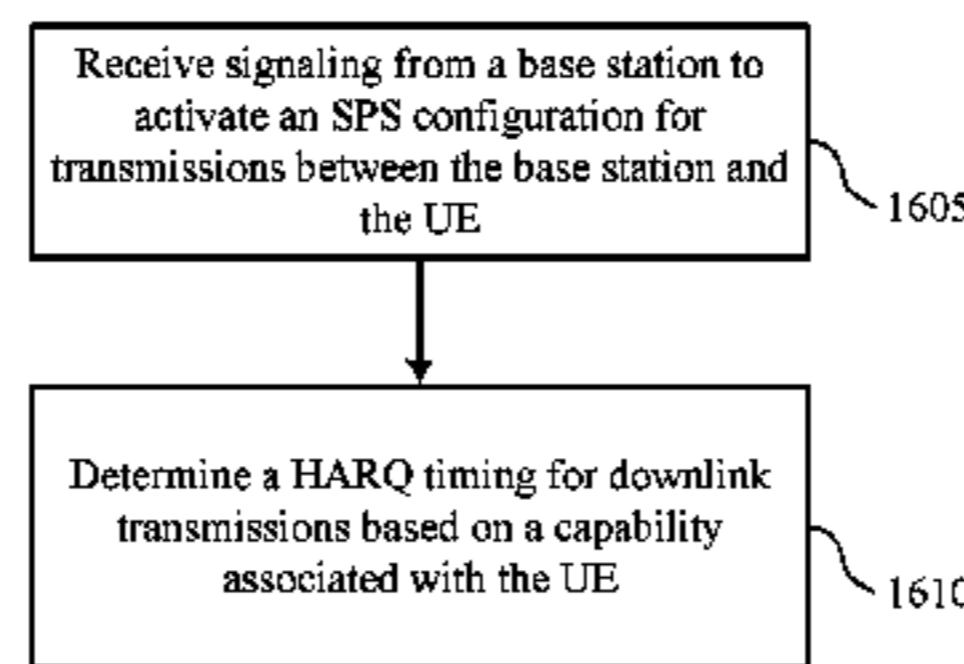 Receive signaling from a base station to
activate an SPS configuration for
transmissions between the base station and
the UE
1605
Determine a HARQ timing for downlink
transmissions based on a capability
associated with the UE
1610